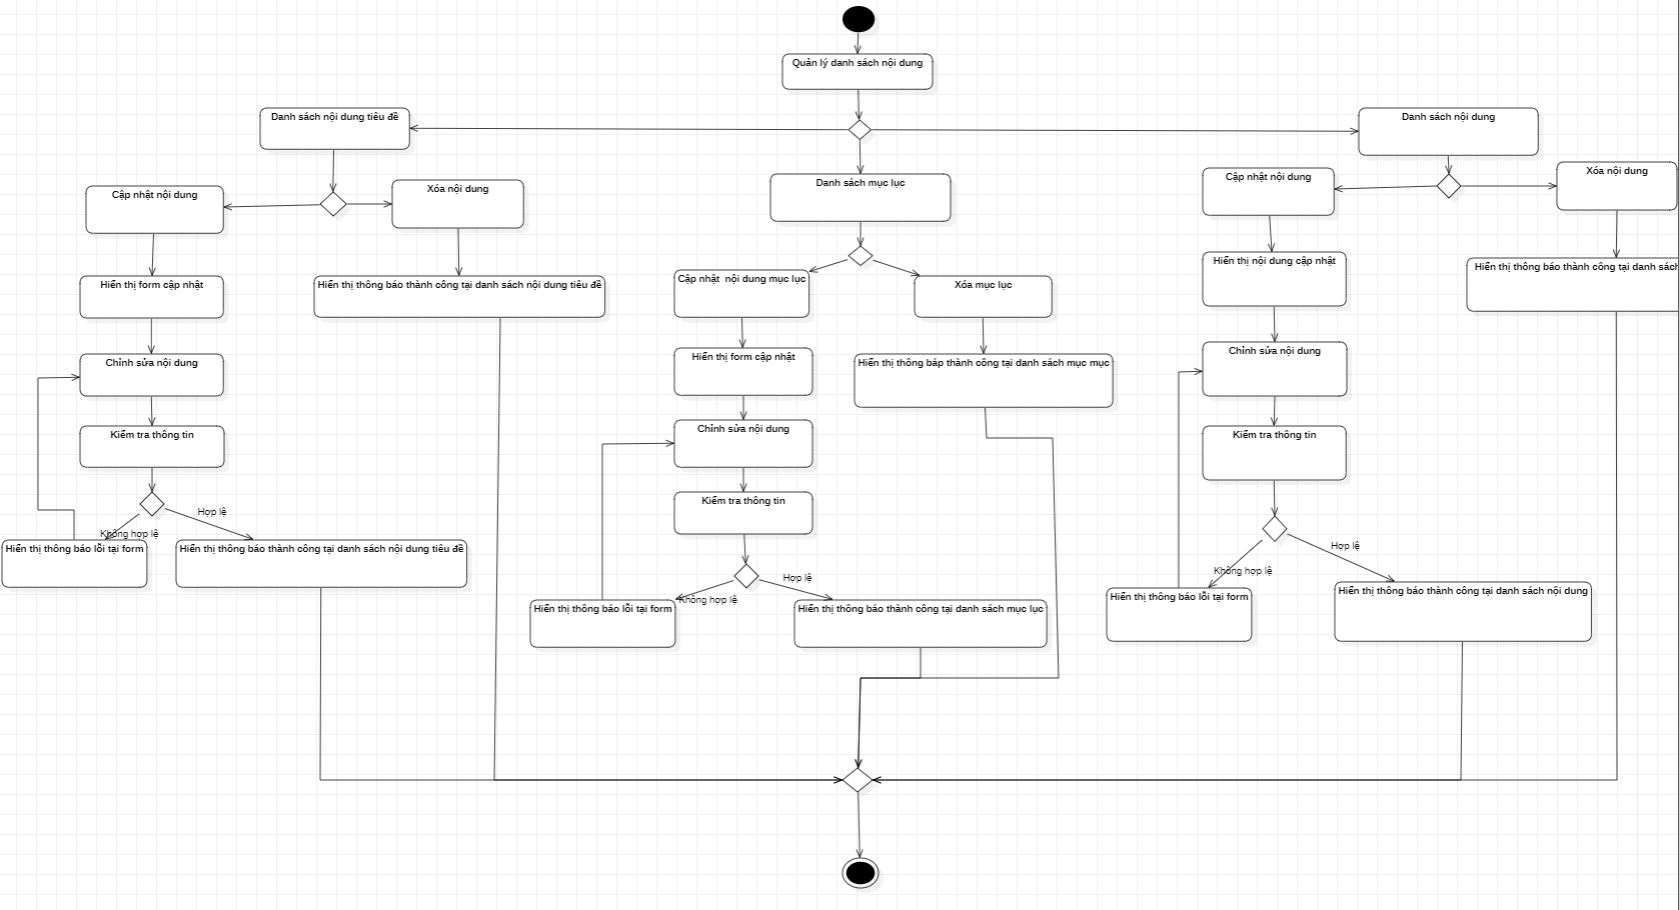 Quản lý danh sách nội dung
Danh sách nội dung tiêu đề
Danh sách nội dung
Cập nhật nội dung
Xóa nội dung
Danh sách mục lục
Cập nhật nội dung
Xóa nội dung
Hiển thị form cập nhật
Hiển thị thông báo thành công tại danh sách nội dung tiêu đề
Cập nhật  nội dung mục lục
Xóa mục lục
Hiển thị nội dung cập nhật
Hiển thị thông báo thành công tại danh sách
Chỉnh sửa nội dung
Hiển thị form cập nhật
Hiển thị thông báp thành công tại danh sách mục mục
Chỉnh sửa nội dung
Kiểm tra thông tin
Chỉnh sửa nội dung
Kiểm tra thông tin
Kiểm tra thông tin
Hợp lệ
Không hợp lệ
Hiển thị thông báo lỗi tại form
Hiển thị thông báo thành công tại danh sách nội dung tiêu đề
Hợp lệ
Không hợp lệ
Hiển thị thông báo lỗi tại form
Hiển thị thông báo thành công tại danh sách mục lục
Hợp lệ
Không hợp lệ
Hiển thị thông báo lỗi tại form
Hiển thị thông báo thành công tại danh sách nội dung